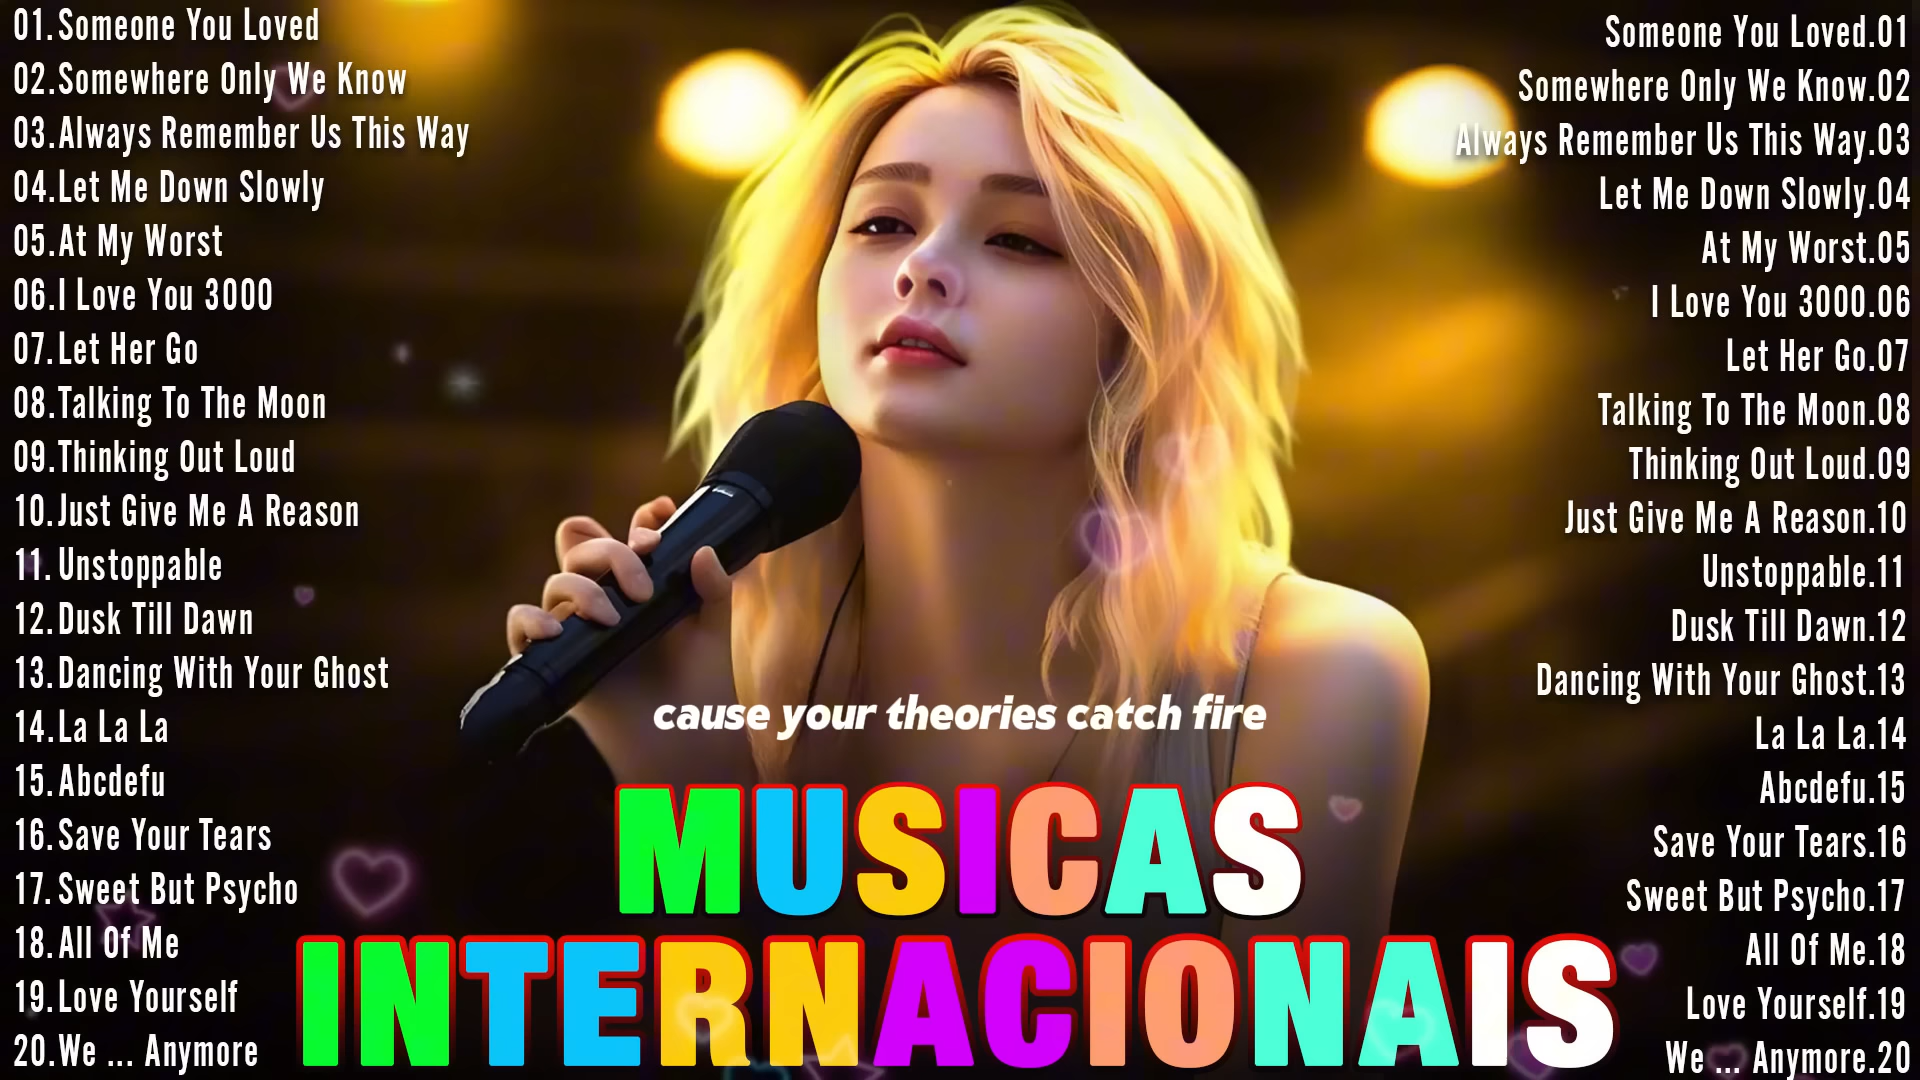 01.Someone You Loved
02.Somewhere Only We Know
03.Always Remember Us This Way
04.Let Me Down Slowly
05.At My Worst
06.I Love You 3000
07.Let Her Go
08.Talking To The Moon
09.Thinking Out Loud
10.Just Give Me A Reason
11. Unstoppable
12.Dusk Till Dawn
13.Dancing With Your Ghost
14.La La La
15.Abcdefu
16.Save Your Tears
17.Sweet But Psycho
18.All Of Me
19.Love Yourself
20.We ... Anymore
cause your theories catch fire
MUSICAS
INTERNACIONAIS
Someone You Loved.01
Somewhere Only We Know.02
Always Remember Us This Way.03
Let Me Down Slowly.04
At My Worst.05
I Love You 3000.06
Let Her Go.07
Talking To The Moon.08
Thinking Out Loud.09
Just Give Me A Reason.10
Unstoppable.11
Dusk Till Dawn.12
Dancing With Your Ghost.13
La La La.14
Abcdefu.15
Save Your Tears.16
Sweet But Psycho.17
All Of Me.18
Love Yourself.19
We ... Anymore.20